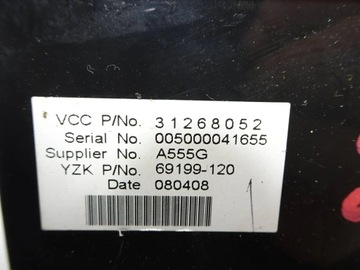 VCC P/No. 31268052
Serial No. 005000041655
Supplier No. A555G
YZK P/No. 69199-120
Date 080408